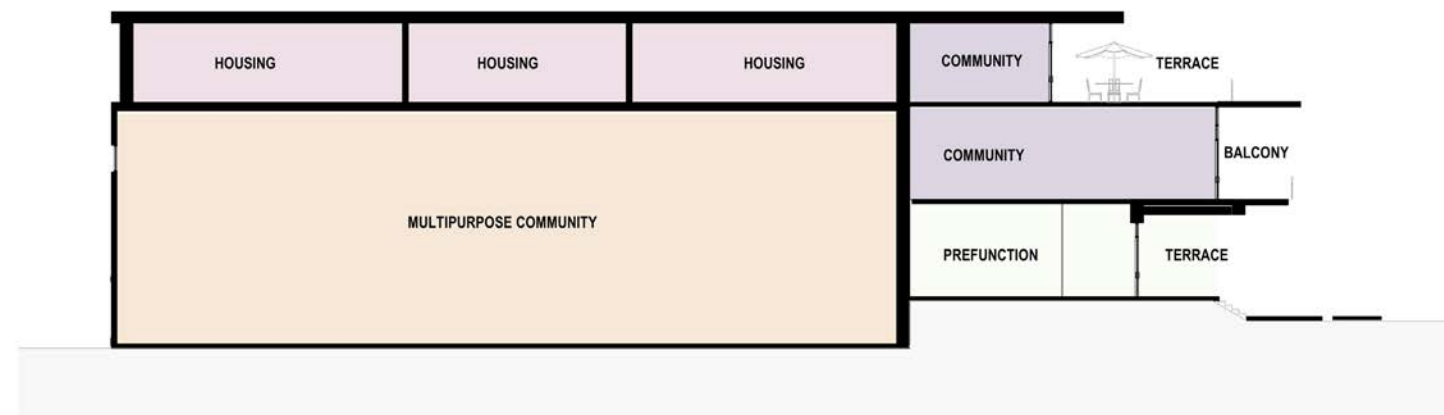 HOUSING
HOUSING
HOUSING
COMMUNITY
TERRACE
COMMUNITY
BALCONY
MULTIPURPOSE COMMUNITY
PREFUNCTION
TERRACE